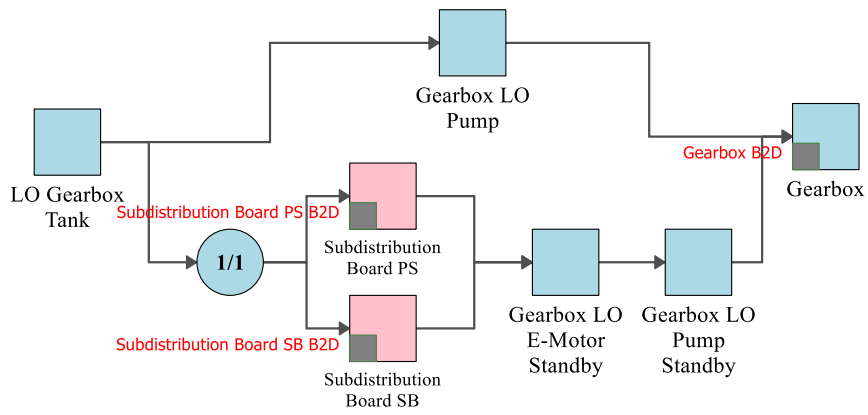 Gearbox LO
Pump
LO Gearbox
Tank
Gearbox B2D
Gearbox
Subdistribution Board PS B2D
Subdistribution
Board PS
1/1
Subdistribution Board SB B2D
Subdistribution
Board SB
Gearbox LO
E-Motor
Standby
Gearbox LO
Pump
Standby